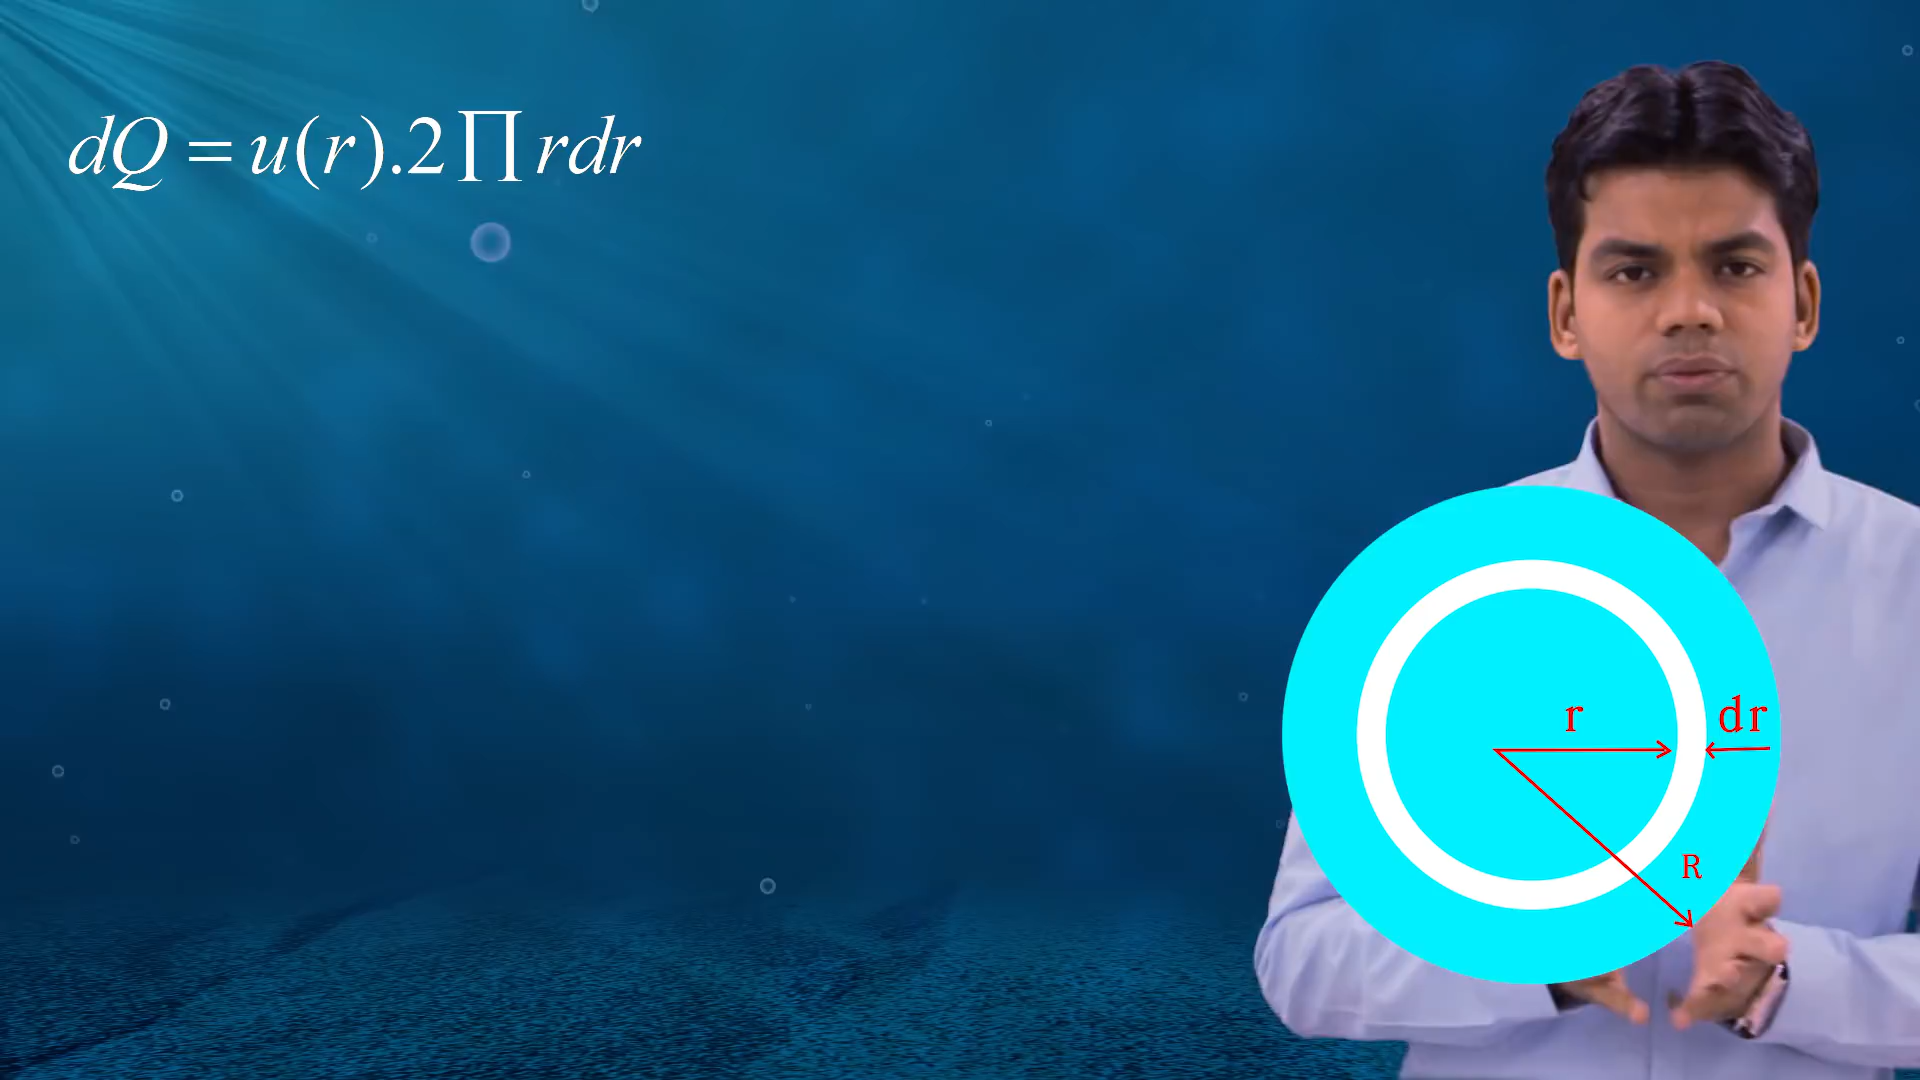 dQ = u(r).2∏rdr
r
dr
R